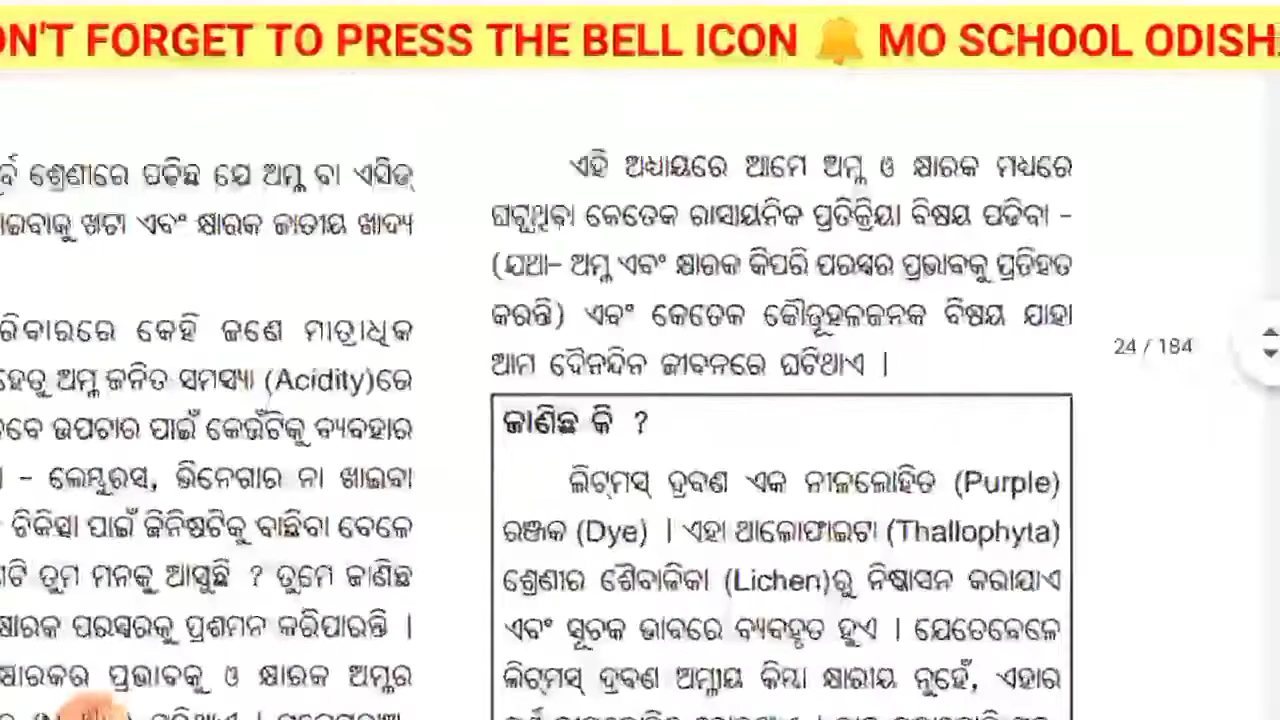 ON'T FORGET TO PRESS THE BELL ICON 🔔 MO SCHOOL ODISH
ଶ୍ରେଣୀରେ ପଢ଼ିଛ ଯେ ଅମ୍ଳ ବା ଏସିଡ୍
ଖଟା ଏବଂ କ୍ଷାରକ ଜାତୀୟ ଖାଦ୍ୟ
କେହି ଜଣେ ମାତ୍ରାଧିକ
ହେତୁ ଅମ୍ଳ ଜନିତ ସମସ୍ୟା (Acidity)ରେ
ଉପଚାର ପାଇଁ କେଉଁଟିକୁ ବ୍ୟବହାର
– ଲେମ୍ବୁରସ, ଭିନେଗାର ନା ଖାଇବା
ଚିକିତ୍ସା ପାଇଁ ଜିନିଷଟିକୁ ବାଛିବା ବେଳେ
ତୁମ ମନକୁ ଆସୁଛି ? ତୁମେ ଜାଣିଛ
ପରସ୍ପରକୁ ପ୍ରଶମନ କରିପାରନ୍ତି ।
ପ୍ରଭାବକୁ ଓ କ୍ଷାରକ ଅମ୍ଳର
ଏହି ଅଧ୍ୟାୟରେ ଆମେ ଅମ୍ଳ ଓ କ୍ଷାରକ ମଧ୍ୟରେ
ଘଟୁଥିବା କେତେକ ରାସାୟନିକ ପ୍ରତିକ୍ରିୟା ବିଷୟ ପଢିବା –
(ଯଥା– ଅମ୍ଳ ଏବଂ କ୍ଷାରକ କିପରି ପରସ୍ପର ପ୍ରଭାବକୁ ପ୍ରତିହତ
କରନ୍ତି) ଏବଂ କେତେକ କୌତୂହଳଜନକ ବିଷୟ ଯାହା
ଆମ ଦୈନନ୍ଦିନ ଜୀବନରେ ଘଟିଥାଏ ।
ଜାଣିଛ କି ?
ଲିଟ୍‌ମସ୍ ଦ୍ରବଣ ଏକ ନୀଳଲୋହିତ (Purple)
ରଞ୍ଜକ (Dye) । ଏହା ଥାଲୋଫାଇଟା (Thallophyta)
ଶ୍ରେଣୀର ଶୈବାଳିକା (Lichen)ରୁ ନିଷ୍କାସନ କରାଯାଏ
ଏବଂ ସୂଚକ ଭାବରେ ବ୍ୟବହୃତ ହୁଏ । ଯେତେବେଳେ
ଲିଟ୍‌ମସ୍ ଦ୍ରବଣ ଅମ୍ଳୀୟ କିମ୍ବା କ୍ଷାରୀୟ ନୁହେଁ, ଏହାର
24 / 184